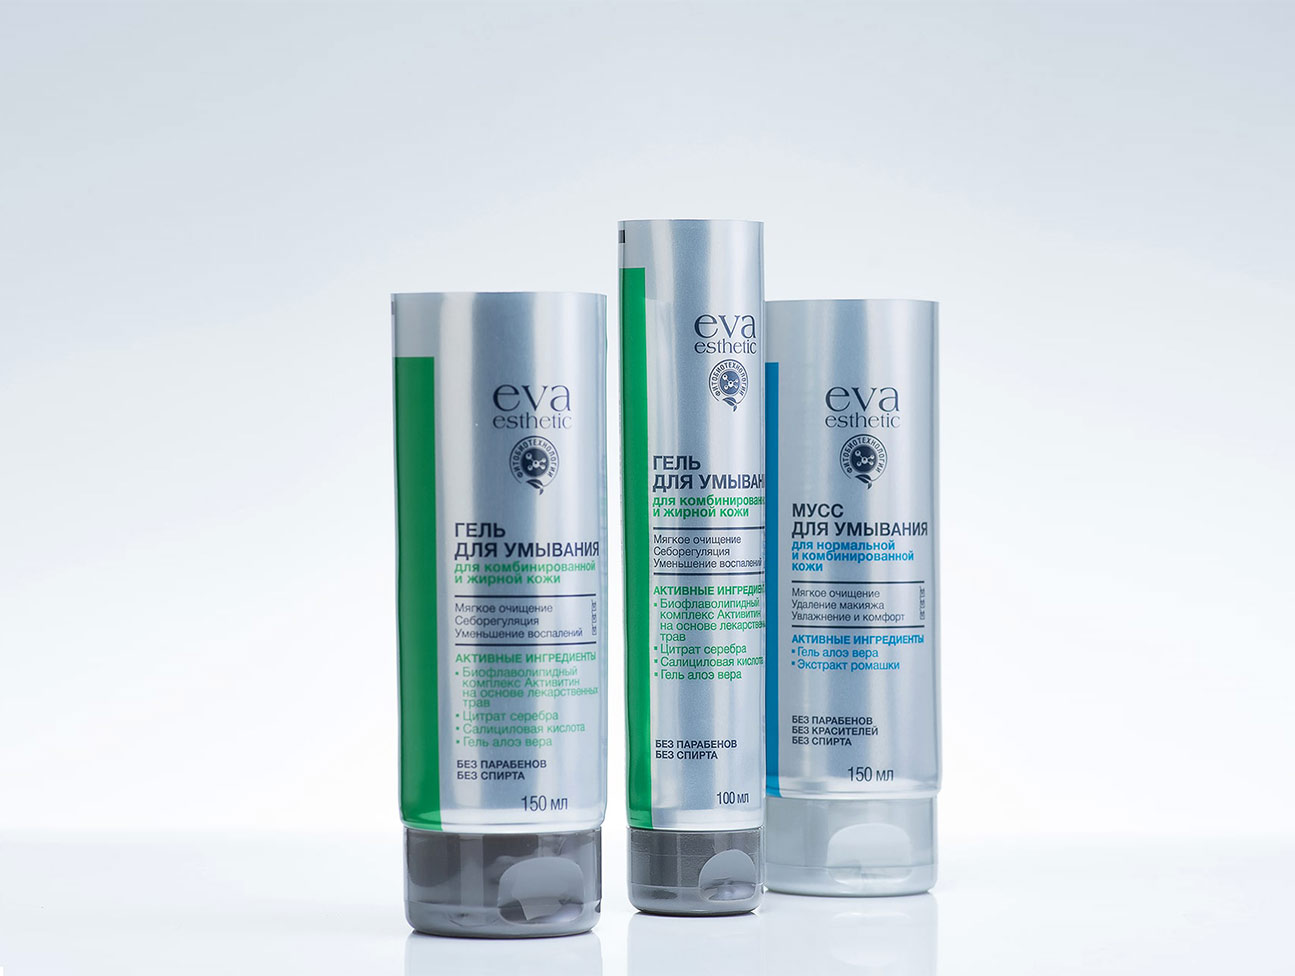 eva
esthetic
ФИТОБИОТЕХНОЛОГИИ
ГЕЛЬ
ДЛЯ УМЫВАНИЯ
для комбинированной
и жирной кожи
Мягкое очищение
Себорегуляция
Уменьшение воспалений
АКТИВНЫЕ ИНГРЕДИЕНТЫ
• Биофлаволипидный
комплекс Активитин
на основе лекарственных
трав
• Цитрат серебра
• Салициловая кислота
• Гель алоэ вера
БЕЗ ПАРАБЕНОВ
БЕЗ СПИРТА
150 мл
eva
esthetic
ФИТОБИОТЕХНОЛОГИИ
ГЕЛЬ
ДЛЯ УМЫВАН
для комбинирован
и жирной кожи
Мягкое очищение
Себорегуляция
Уменьшение воспалений
АКТИВНЫЕ ИНГРЕДИЕН
• Биофлаволипидный
комплекс Активитин
на основе лекарствен
трав
• Цитрат серебра
• Салициловая кислота
• Гель алоэ вера
БЕЗ ПАРАБЕНОВ
БЕЗ СПИРТА
100 мл
eva
esthetic
ФИТОБИОТЕХНОЛОГИИ
МУСС
ДЛЯ УМЫВАНИЯ
для нормальной
и комбинированной
кожи
Мягкое очищение
Удаление макияжа
Увлажнение и комфорт
АКТИВНЫЕ ИНГРЕДИЕНТЫ
• Гель алоэ вера
• Экстракт ромашки
БЕЗ ПАРАБЕНОВ
БЕЗ КРАСИТЕЛЕЙ
БЕЗ СПИРТА
150 мл